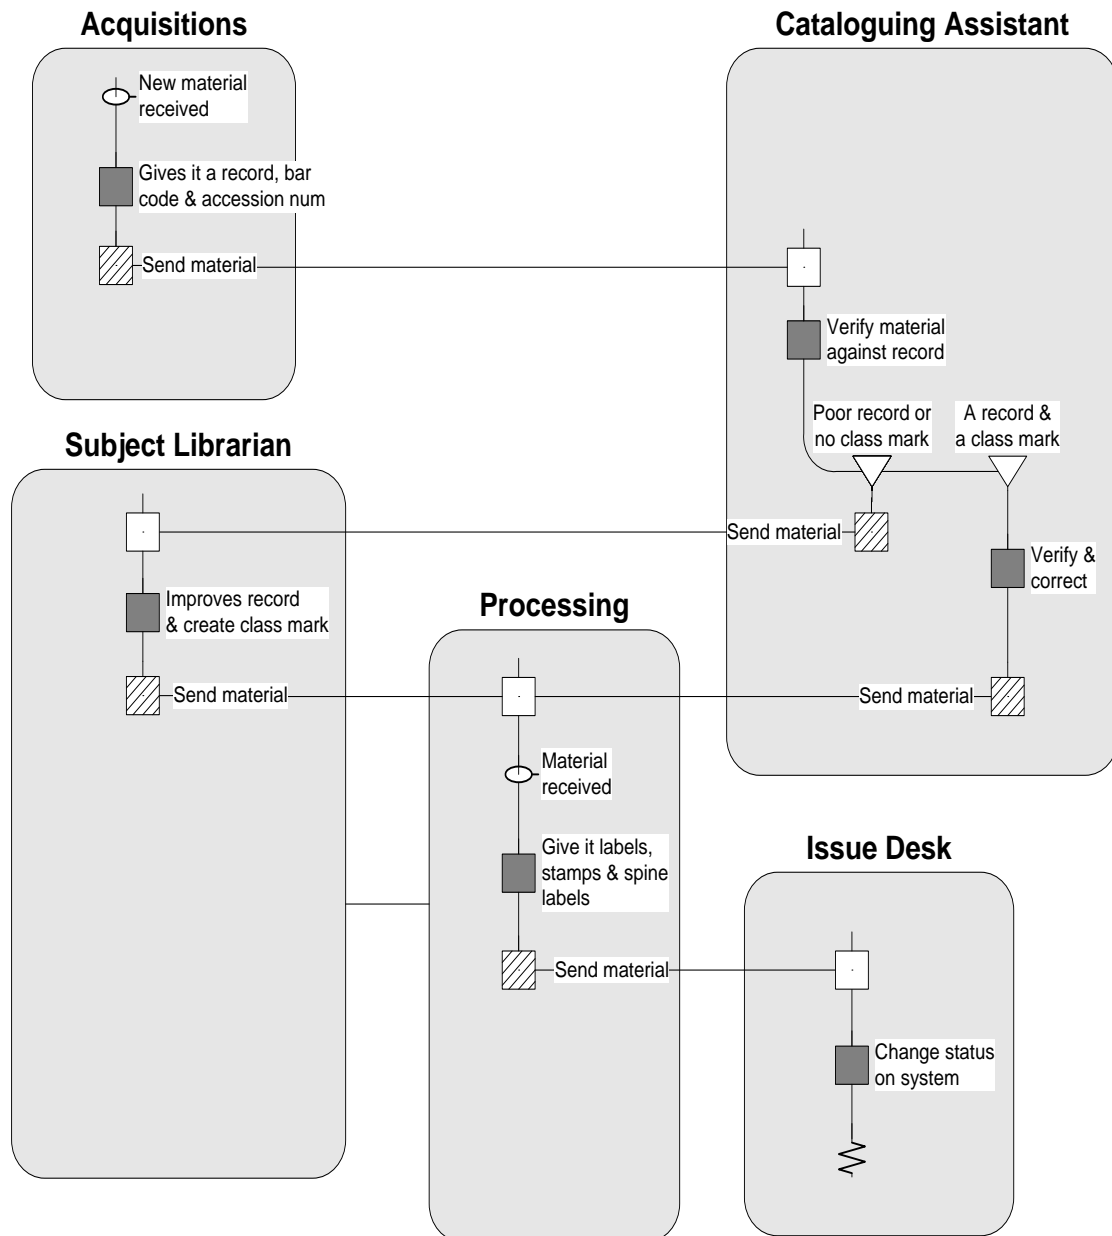 Acquisitions
New material
received
Gives it a record, bar
code & accession num
Send material
Cataloguing Assistant
Verify material
against record
Poor record or
no class mark
A record &
a class mark
Send material
Verify &
correct
Send material
Subject Librarian
Improves record
& create class mark
Send material
Processing
Material
received
Give it labels,
stamps & spine
labels
Send material
Issue Desk
Change status
on system